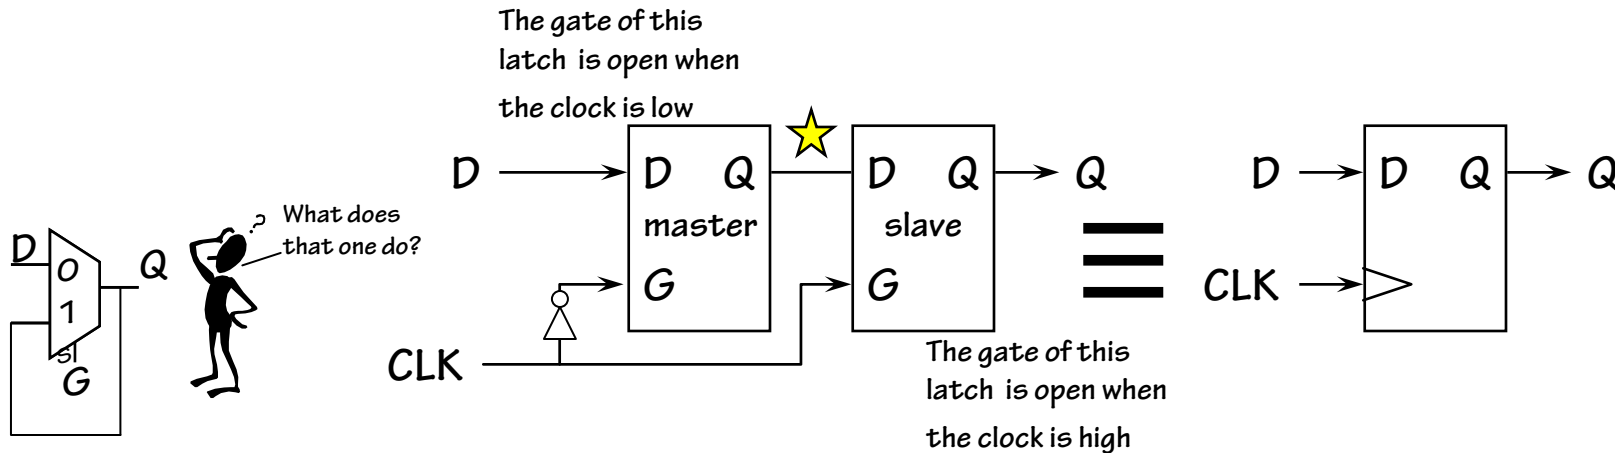 The gate of this
latch is open when
the clock is low
D
0
1
sl
G
Q
?
What does
that one do?
D
D Q
master
G
CLK
D Q
slave
G
Q
The gate of this
latch is open when
the clock is high
D
CLK
D Q
Q